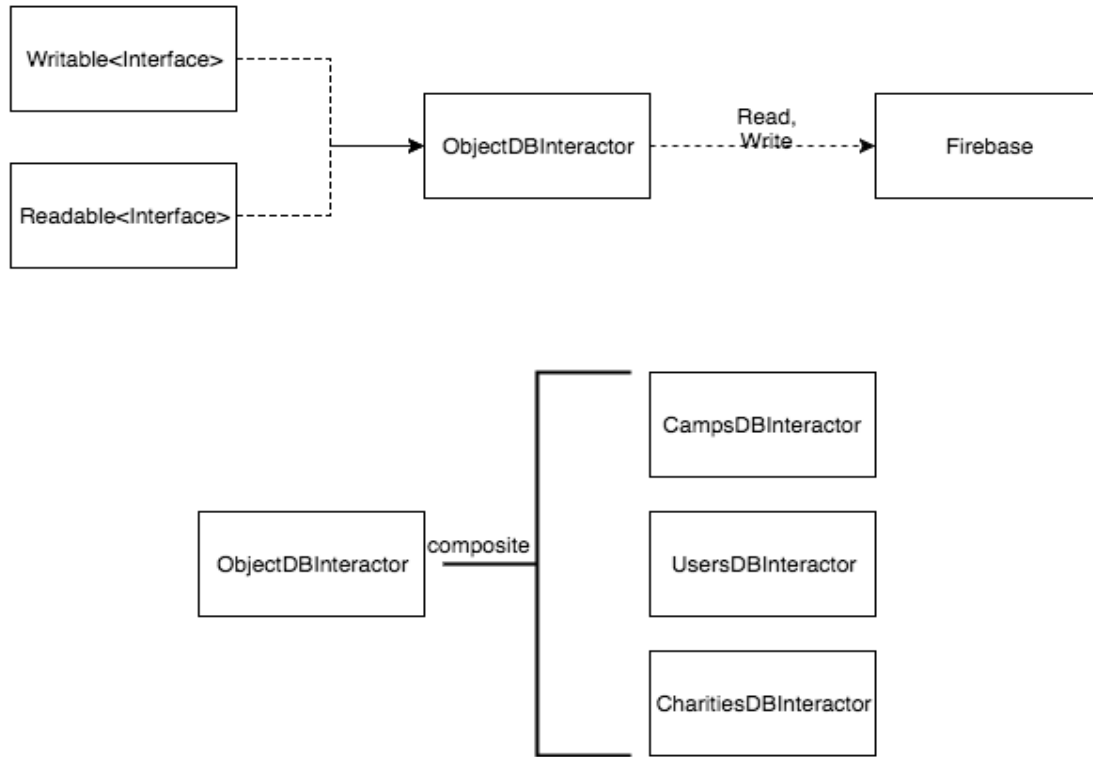 Writable<Interface>
Readable<Interface>
ObjectDBInteractor
Read,
Write
Firebase
ObjectDBInteractor
composite
CampsDBInteractor
UsersDBInteractor
CharitiesDBInteractor